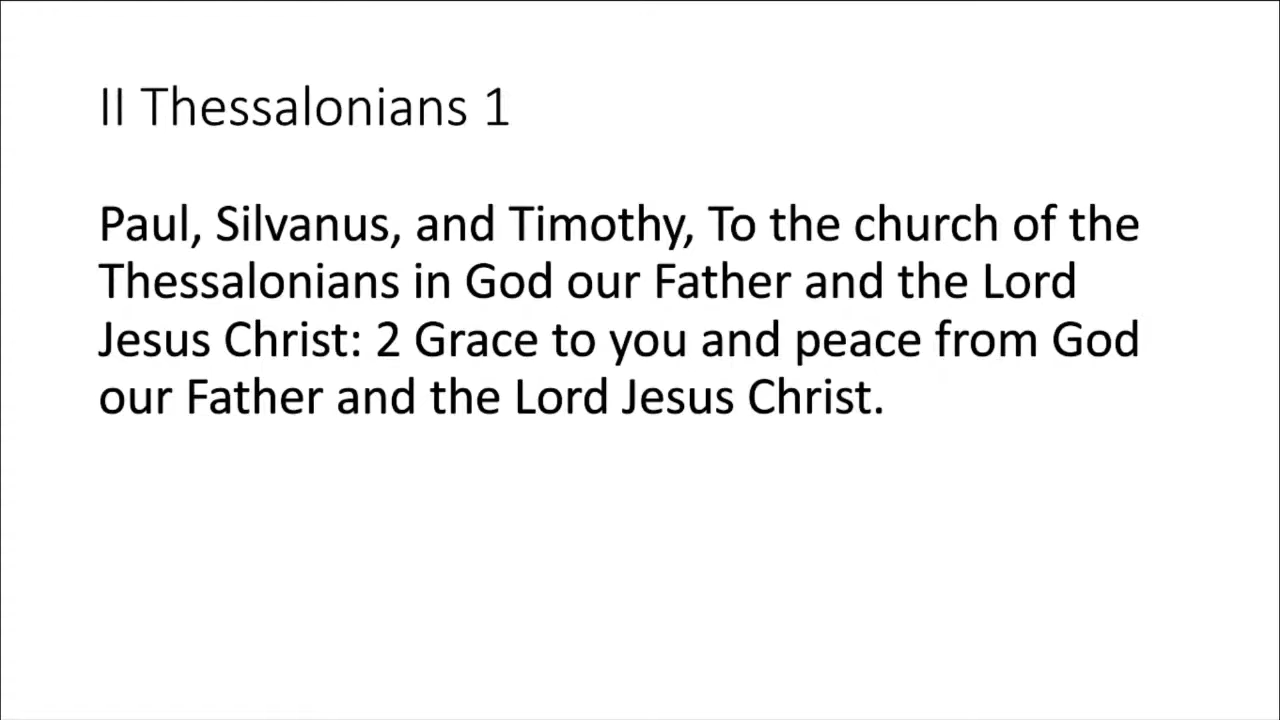 II Thessalonians 1
Paul, Silvanus, and Timothy, To the church of the
Thessalonians in God our Father and the Lord
Jesus Christ: 2 Grace to you and peace from God
our Father and the Lord Jesus Christ.